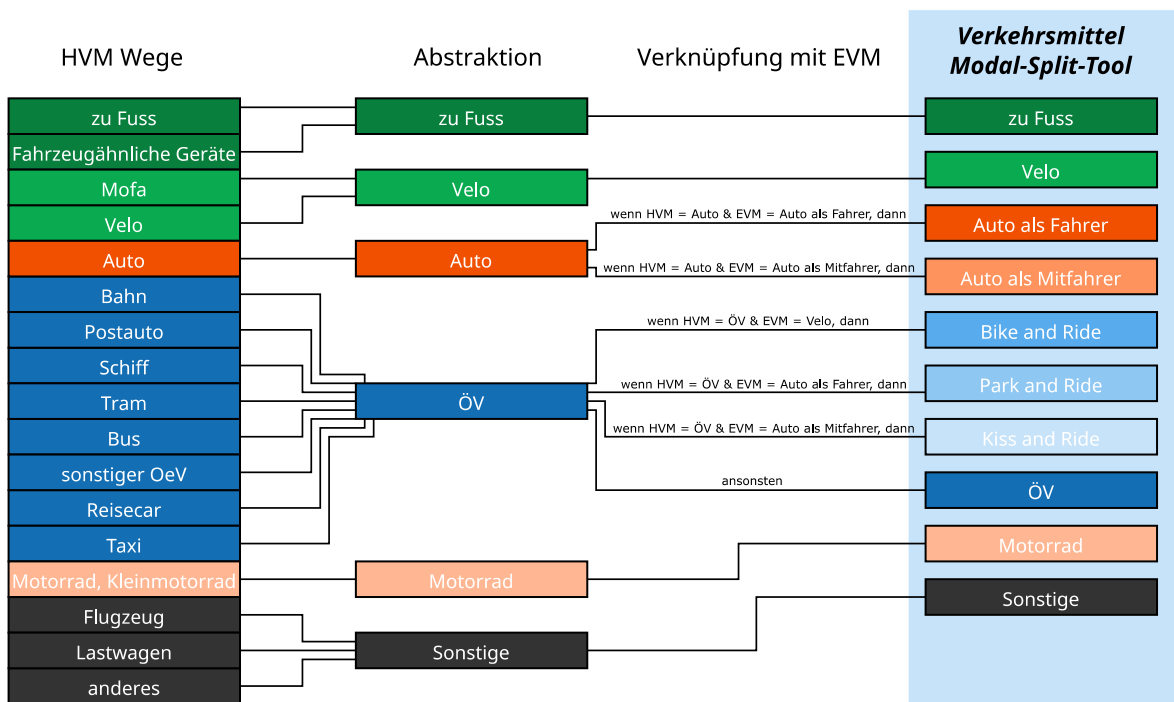 HVM Wege
Abstraktion
Verknüpfung mit EVM
Verkehrsmittel
Modal-Split-Tool
zu Fuss
Fahrzeugähnliche Geräte
Mofa
Velo
Auto
Bahn
Postauto
Schiff
Tram
Bus
sonstiger OeV
Reisecar
Taxi
Motorrad, Kleinmotorrad
Flugzeug
Lastwagen
anderes
zu Fuss
Velo
Auto
ÖV
Motorrad
Sonstige
wenn HVM = Auto & EVM = Auto als Fahrer, dann
wenn HVM = Auto & EVM = Auto als Mitfahrer, dann
wenn HVM = ÖV & EVM = Velo, dann
wenn HVM = ÖV & EVM = Auto als Fahrer, dann
wenn HVM = ÖV & EVM = Auto als Mitfahrer, dann
ansonsten
zu Fuss
Velo
Auto als Fahrer
Auto als Mitfahrer
Bike and Ride
Park and Ride
Kiss and Ride
ÖV
Motorrad
Sonstige